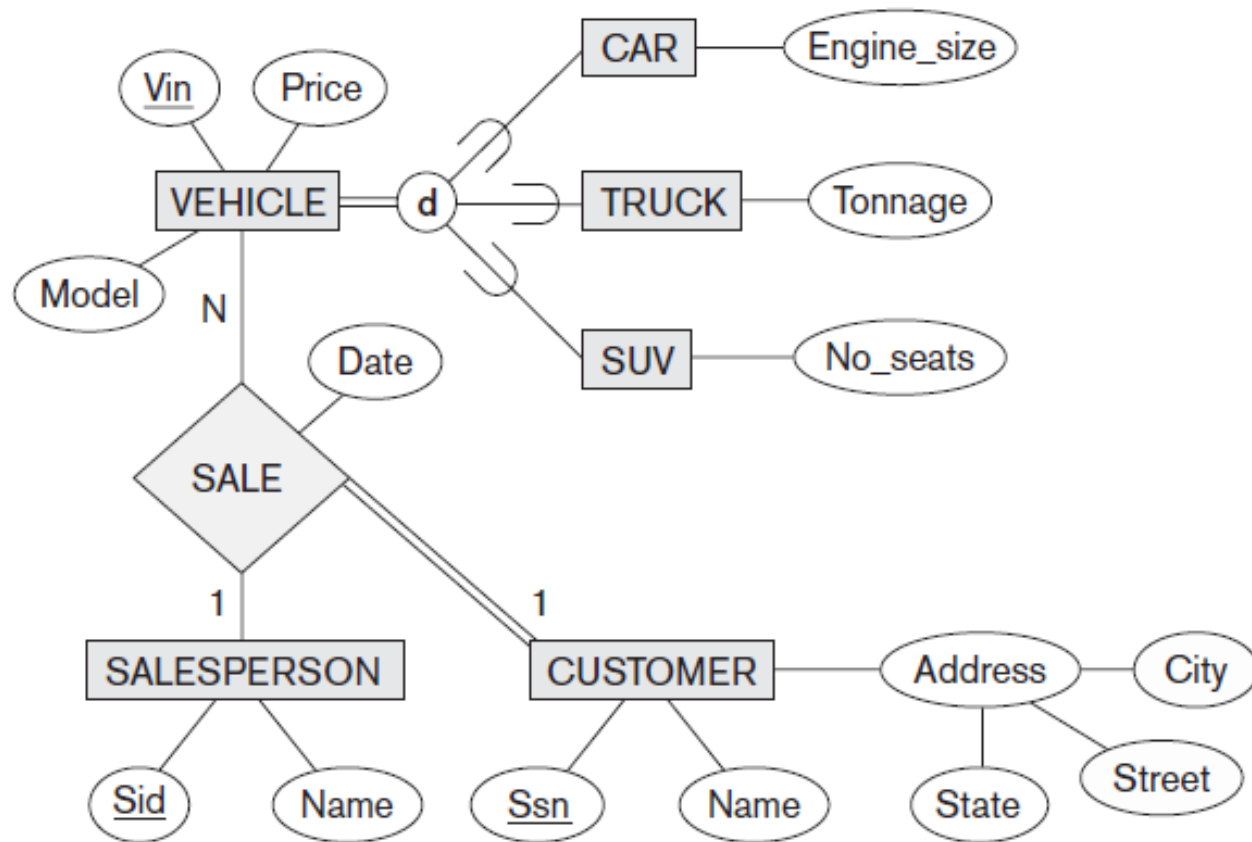 CAR
Engine_size
Vin
Price
VEHICLE
d
TRUCK
Tonnage
Model
N
Date
SUV
No_seats
SALE
1
1
SALESPERSON
CUSTOMER
Address
City
Sid
Name
Ssn
Name
State
Street